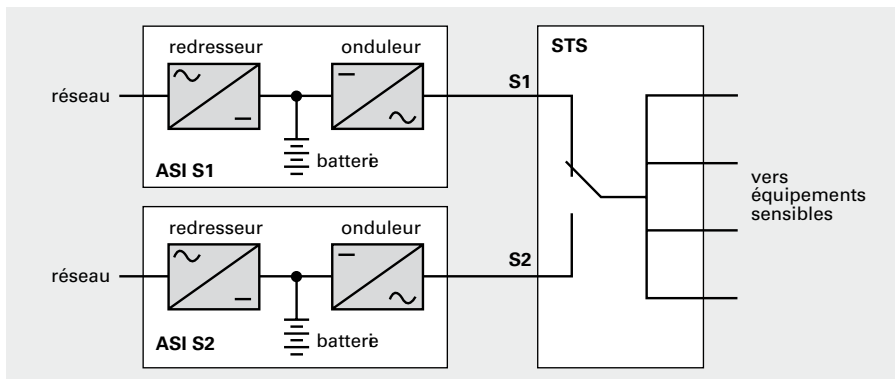 redresseur
onduleur
STS
S1
réseau
batterie
ASI S1
vers
équipements
sensibles
redresseur
onduleur
S2
réseau
batterie
ASI S2